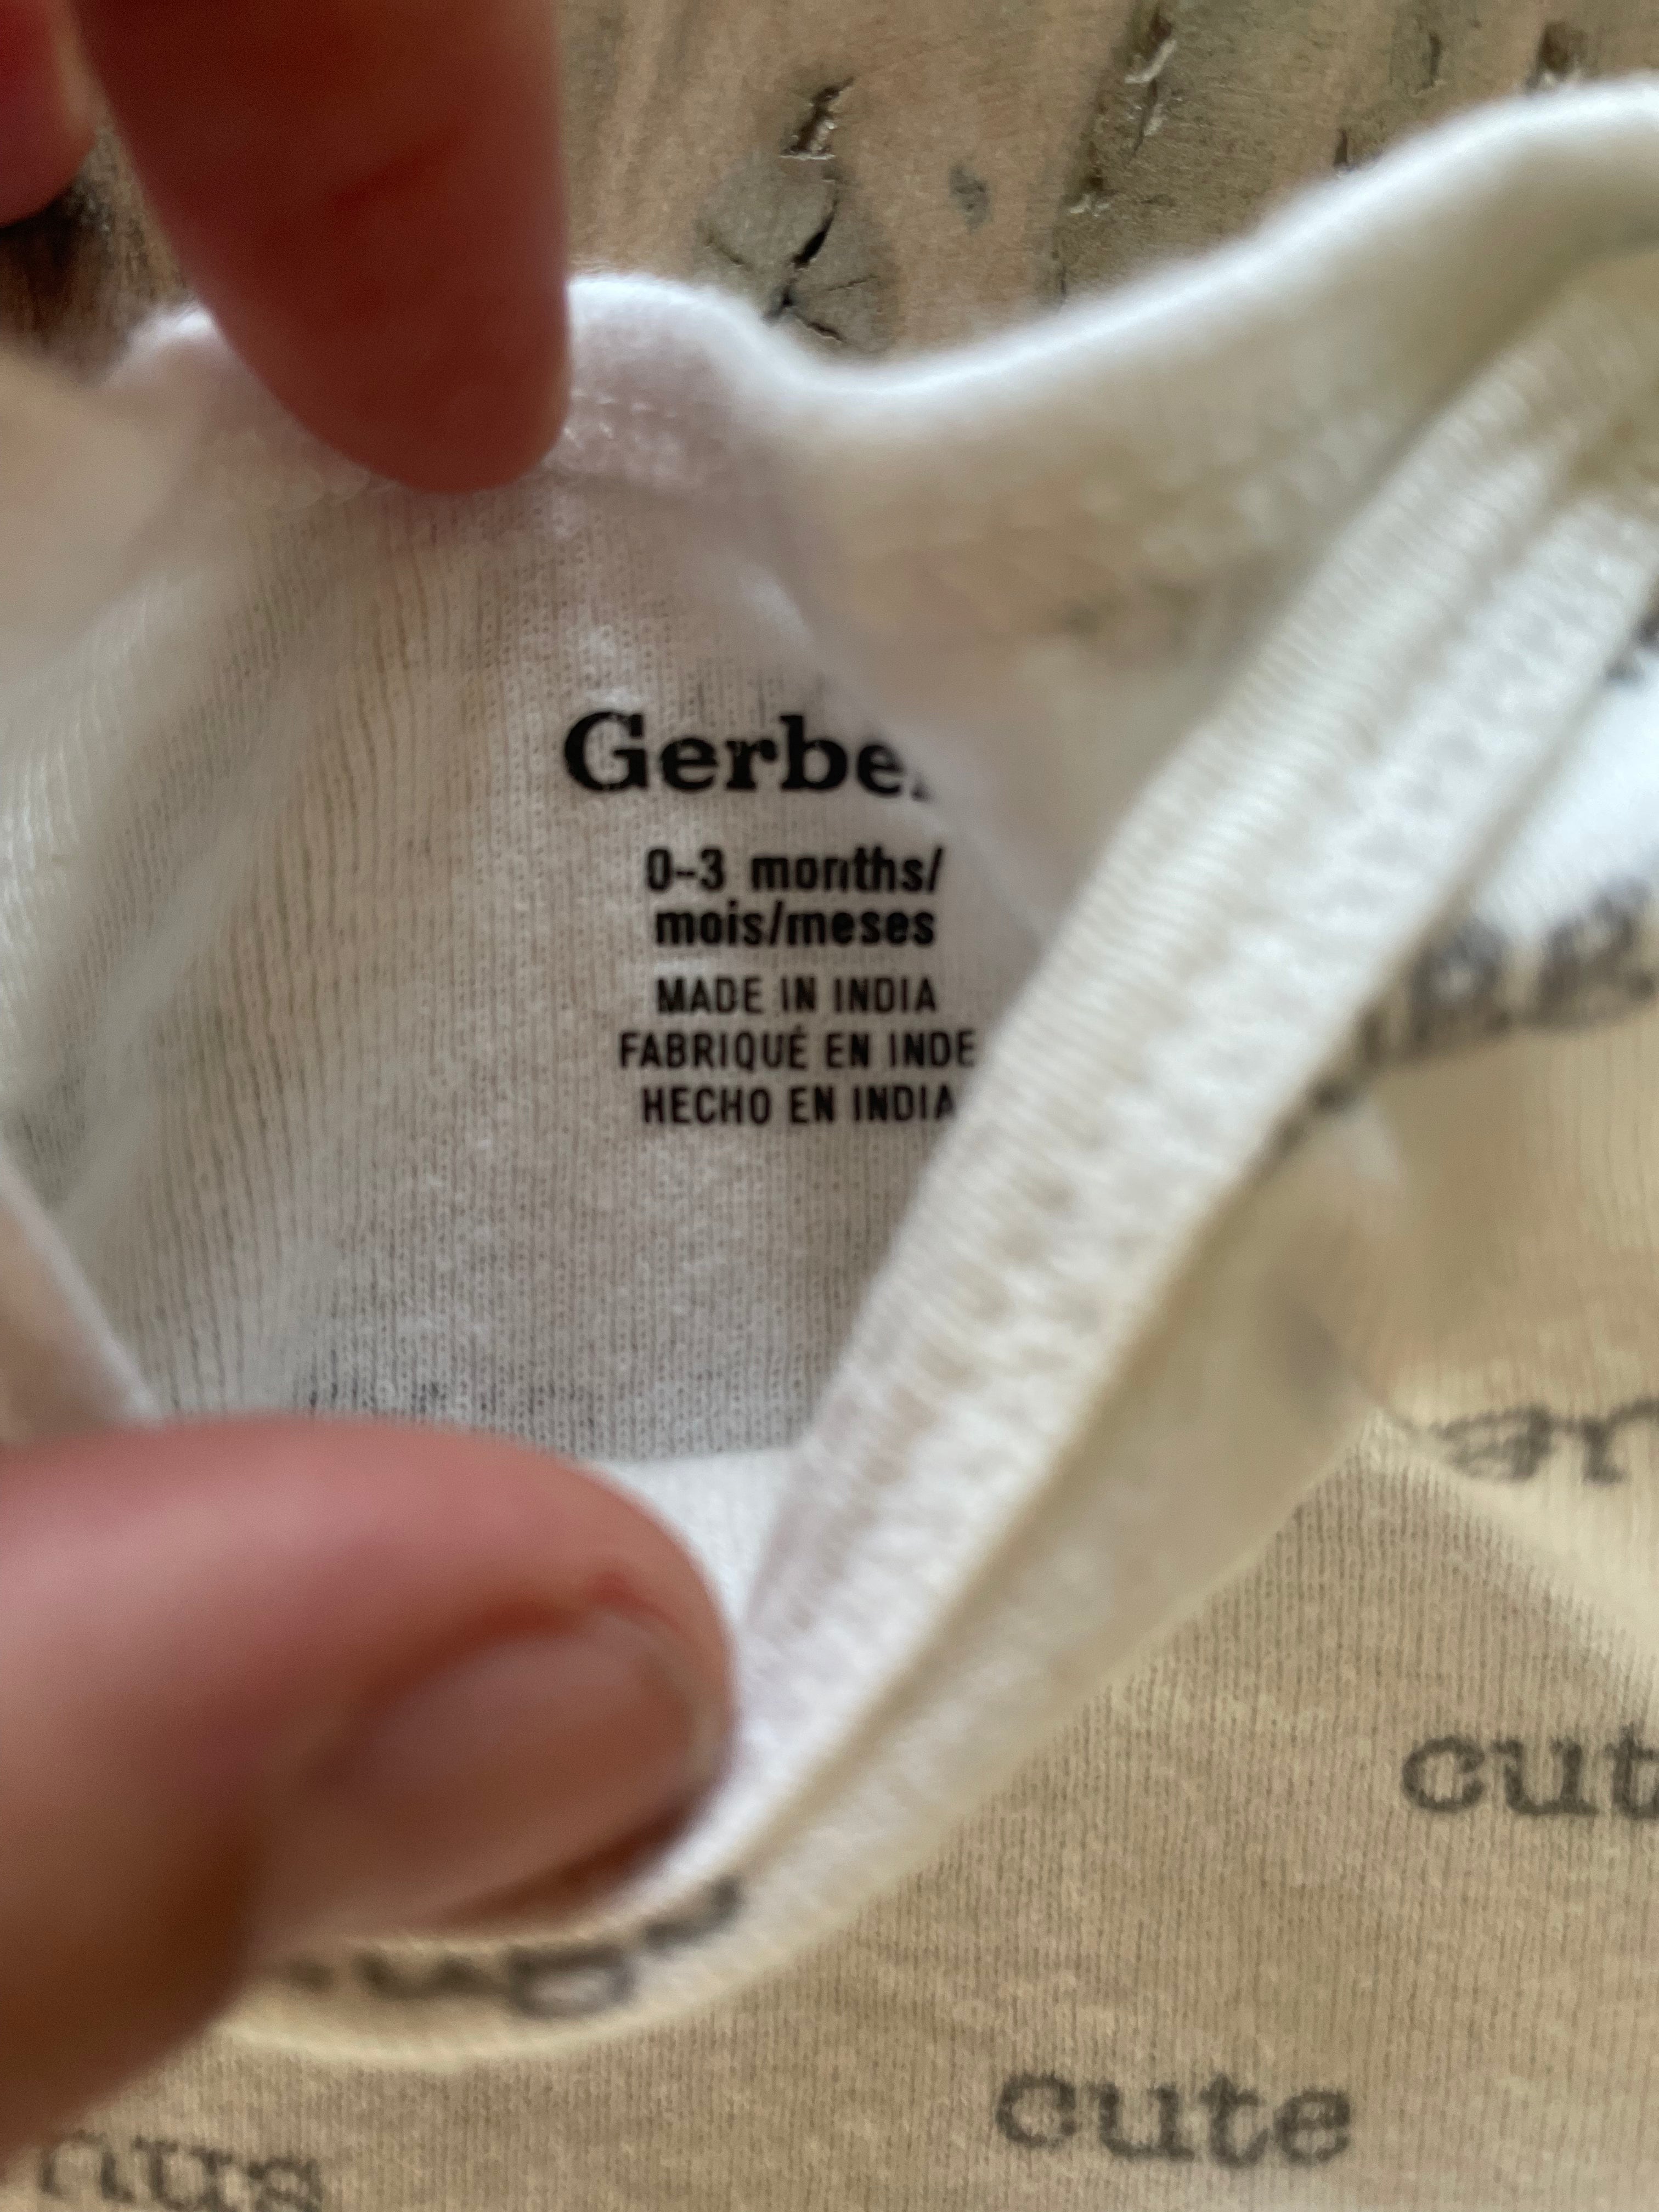 Gerber
0-3 months/
mois/meses
MADE IN INDIA
FABRIQUÉ EN INDE
HECHO EN INDIA
cute
cute